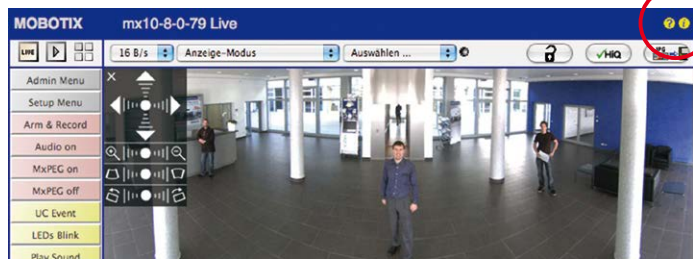 MOBOTIX mx10-8-0-79 Live ? i
LIVE 16 B/s Anzeige-Modus Auswählen ... ✓HiQ
Admin Menu
Setup Menu
Arm & Record
Audio on
MxPEG on
MxPEG off
UC Event
LEDs Blink
Play Sound